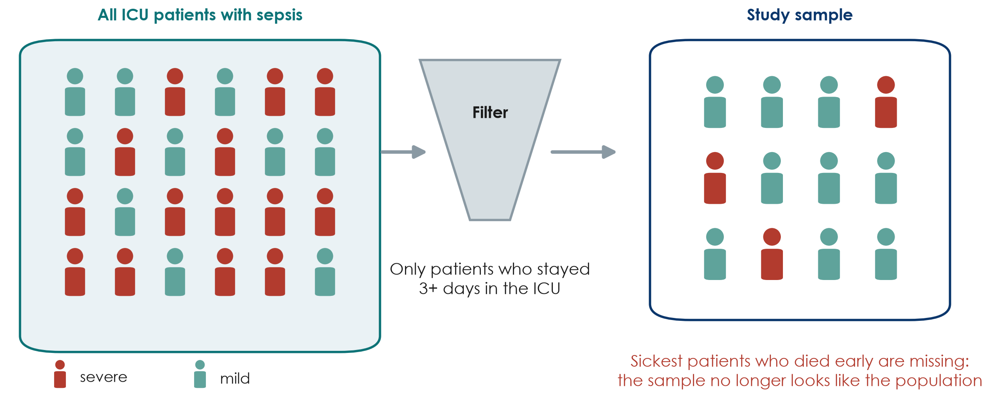 All ICU patients with sepsis
Study sample
Filter
Only patients who stayed
3+ days in the ICU
severe
mild
Sickest patients who died early are missing:
the sample no longer looks like the population